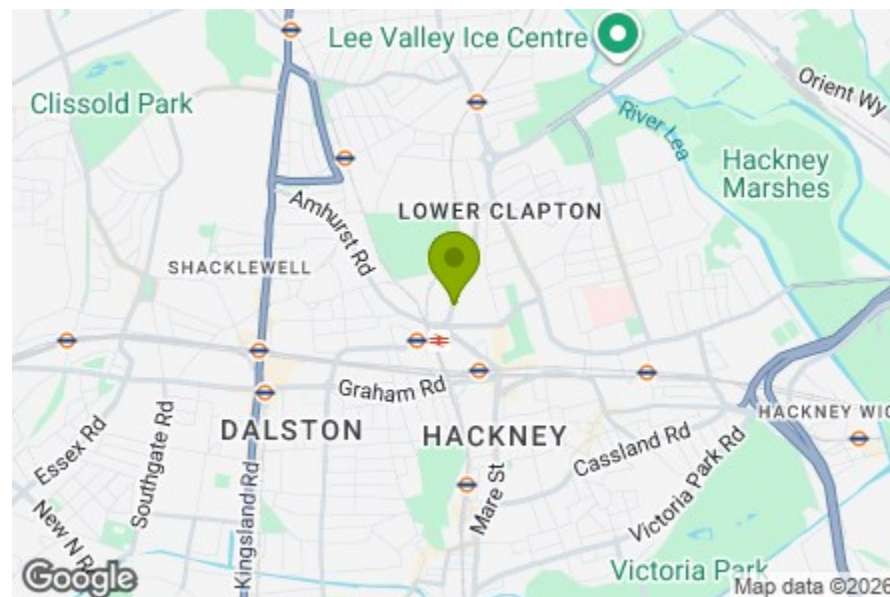 Lee Valley Ice Centre
Clissold Park
Orient Wy
River Lea
Hackney
Marshes
Amhurst Rd
LOWER CLAPTON
SHACKLEWELL
Graham Rd
DALSTON
HACKNEY
HACKNEY WIC
Essex Rd
Southgate Rd
Kingsland Rd
Mare St
Cassland Rd
Victoria Park Rd
New N R
Victoria Park
Google
Map data ©2026